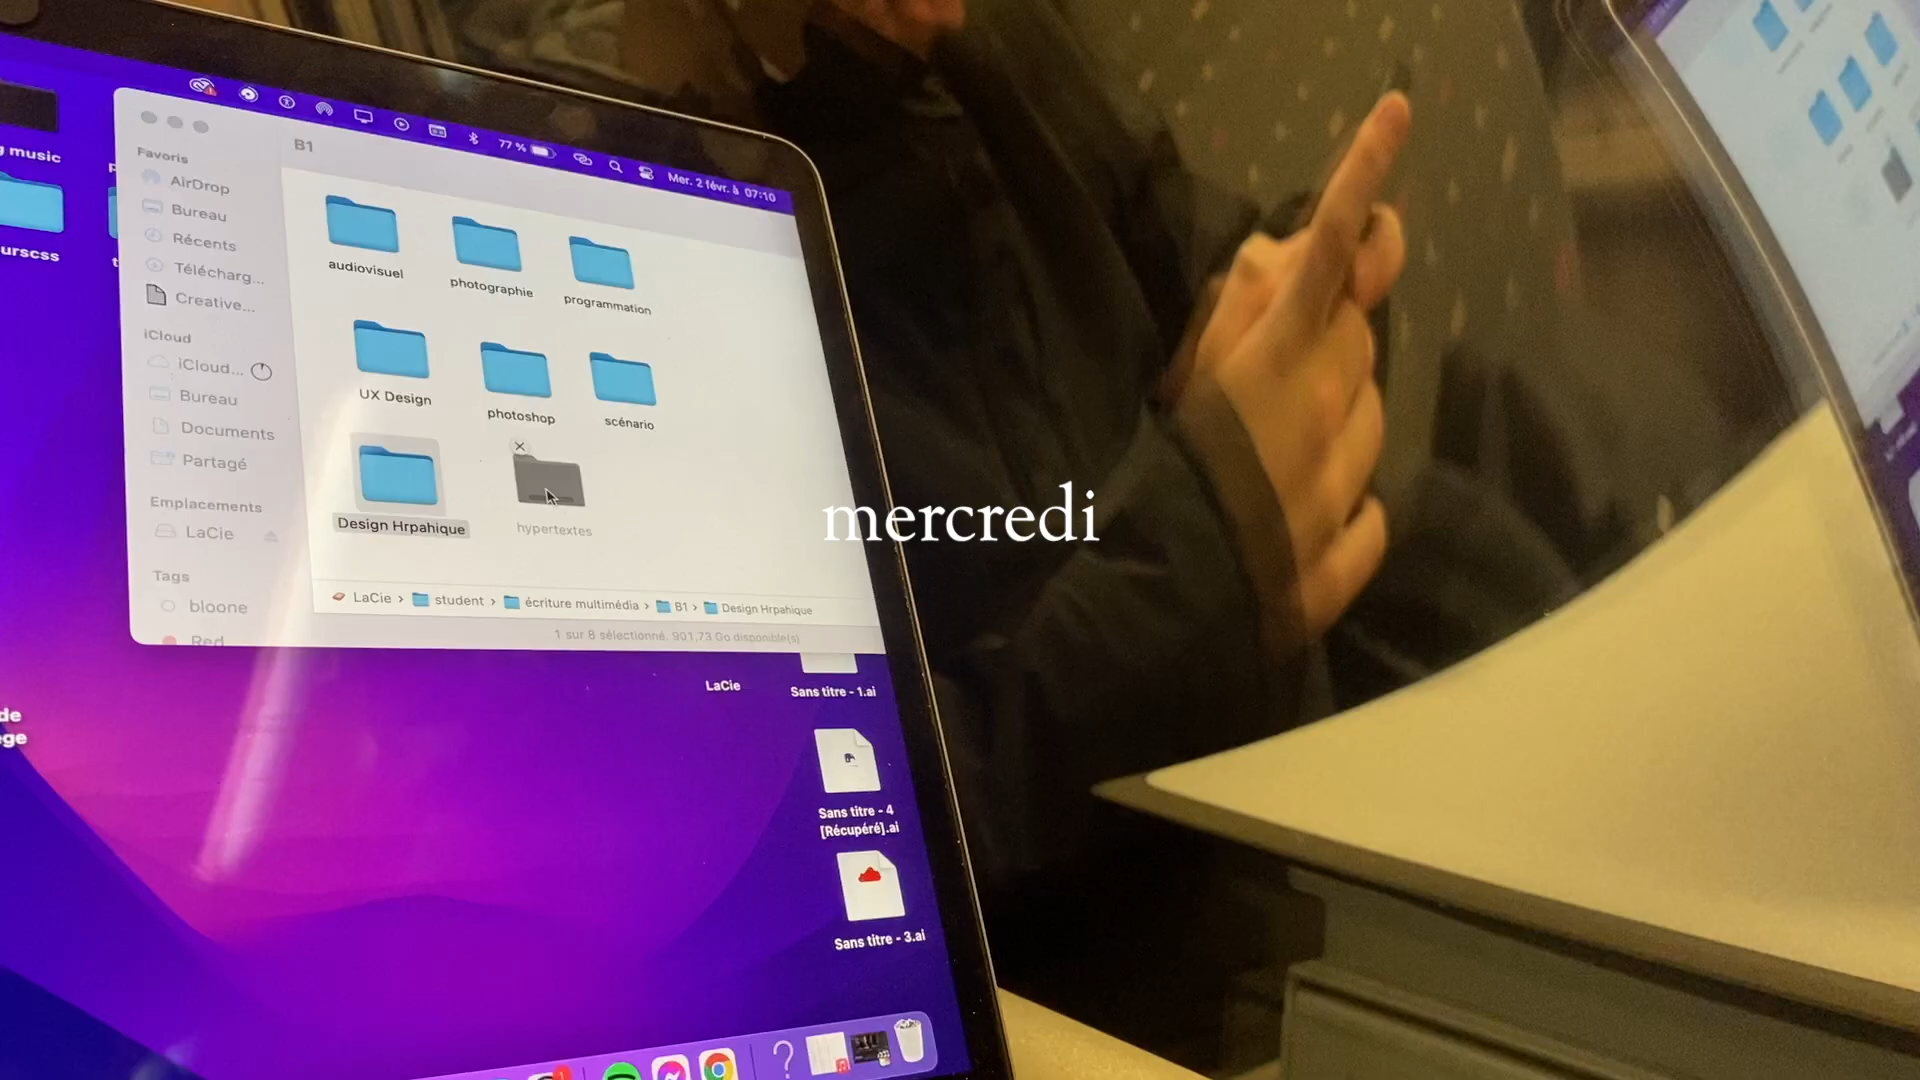 77 %
Mer. 2 févr. à 07:10
B1
Favoris
AirDrop
Bureau
Récents
Télécharg...
Creative...
iCloud
iCloud...
Bureau
Documents
Partagé
Emplacements
LaCie
Tags
bloone
Red
audiovisuel
photographie
programmation
UX Design
photoshop
scénario
Design Hrpahique
hypertextes
LaCie › student › écriture multimédia › B1 › Design Hrpahique
1 sur 8 sélectionné, 901,73 Go disponible(s)
music
urscss
de
ège
LaCie
Sans titre - 1.ai
Sans titre - 4
[Récupéré].ai
Sans titre - 3.ai
mercredi